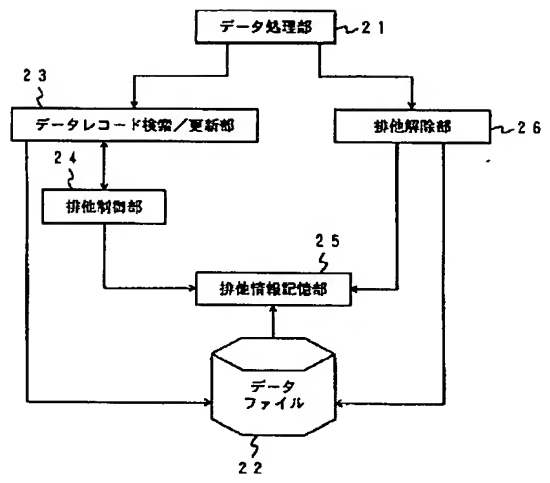 データ処理部
21
23
データレコード検索／更新部
排他解除部
26
24
排他制御部
25
排他情報記憶部
データ
ファイル
22